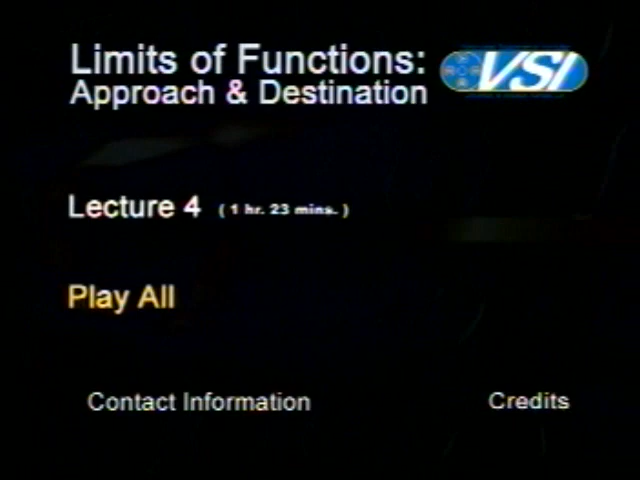 Limits of Functions:
Approach & Destination
VSI
Lecture 4 ( 1 hr. 23 mins. )
Play All
Contact Information
Credits